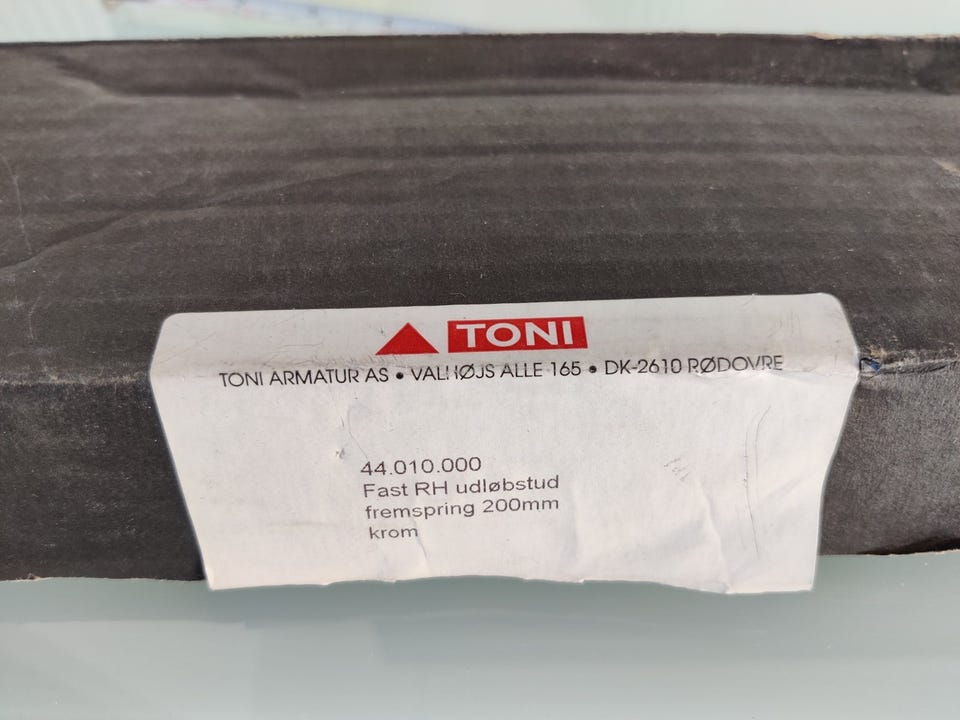 TONI
TONI ARMATUR AS • VALHØJS ALLE 165 • DK-2610 RØDOVRE
44.010.000
Fast RH udløbstud
fremspring 200mm
krom